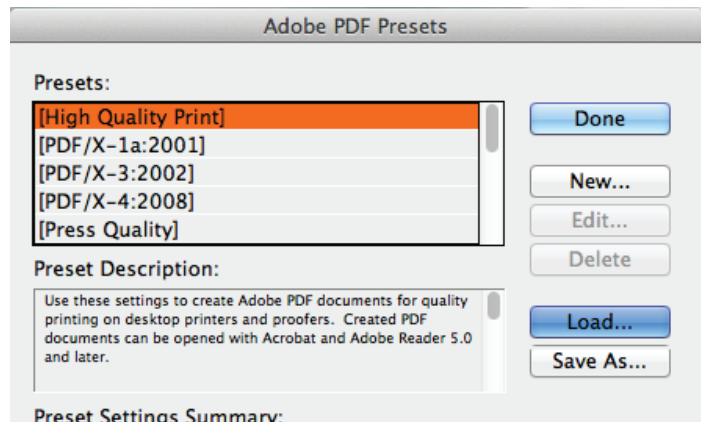 Adobe PDF Presets
Presets:
[High Quality Print]
[PDF/X-1a:2001]
[PDF/X-3:2002]
[PDF/X-4:2008]
[Press Quality]
Done
New...
Edit...
Delete
Preset Description:
Use these settings to create Adobe PDF documents for quality
printing on desktop printers and proofers. Created PDF
documents can be opened with Acrobat and Adobe Reader 5.0
and later.
Load...
Save As...
Preset Settings Summary: